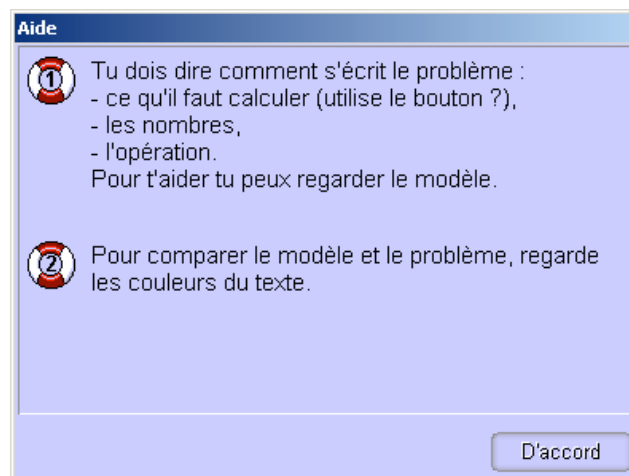 Aide
1 Tu dois dire comment s'écrit le problème :
- ce qu'il faut calculer (utilise le bouton ?),
- les nombres,
- l'opération.
Pour t'aider tu peux regarder le modèle.
2 Pour comparer le modèle et le problème, regarde
les couleurs du texte.
D'accord